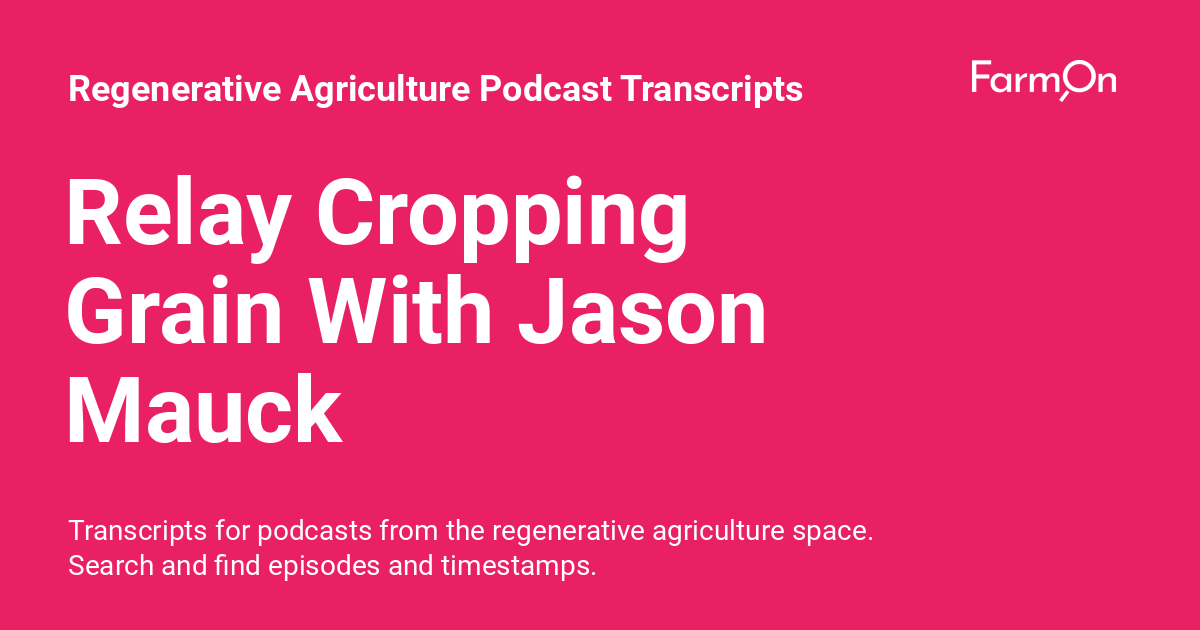 Regenerative Agriculture Podcast Transcripts
FarmOn
Relay Cropping
Grain With Jason
Mauck
Transcripts for podcasts from the regenerative agriculture space.
Search and find episodes and timestamps.